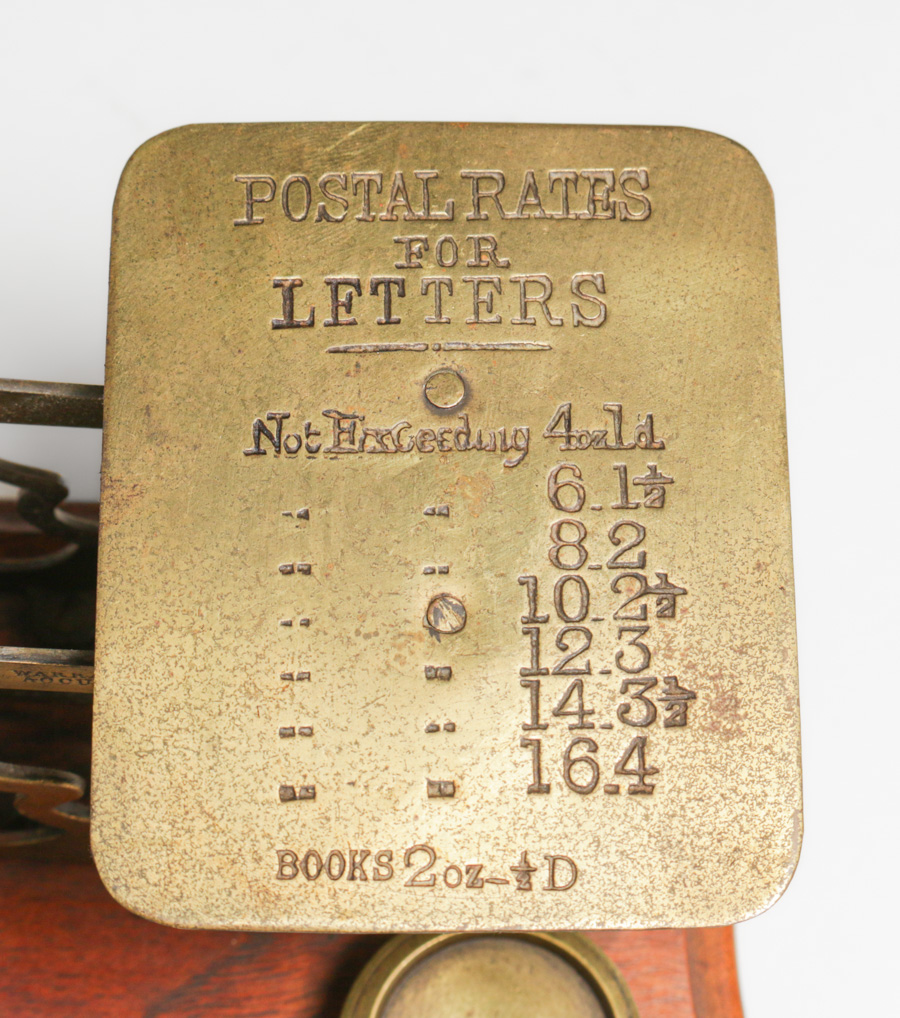 POSTAL RATES
FOR
LETTERS
Not Exceeding 4oz 1d.
" " 6. 1½
" " 8. 2
" " 10. 2½
" " 12. 3
" " 14. 3½
" " 16. 4
BOOKS 2oz–½D